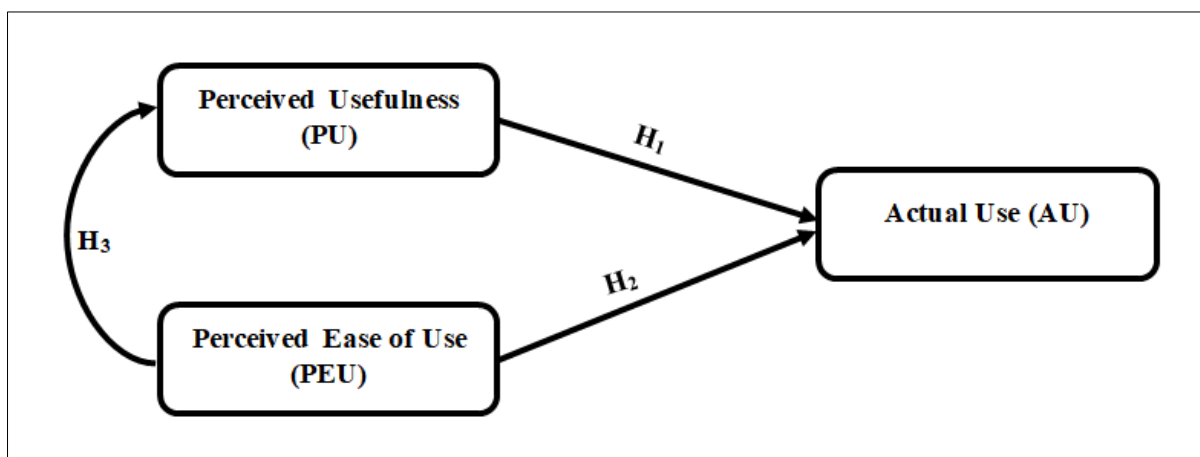 Perceived Usefulness
(PU)
H₁
Actual Use (AU)
H₃
H₂
Perceived Ease of Use
(PEU)